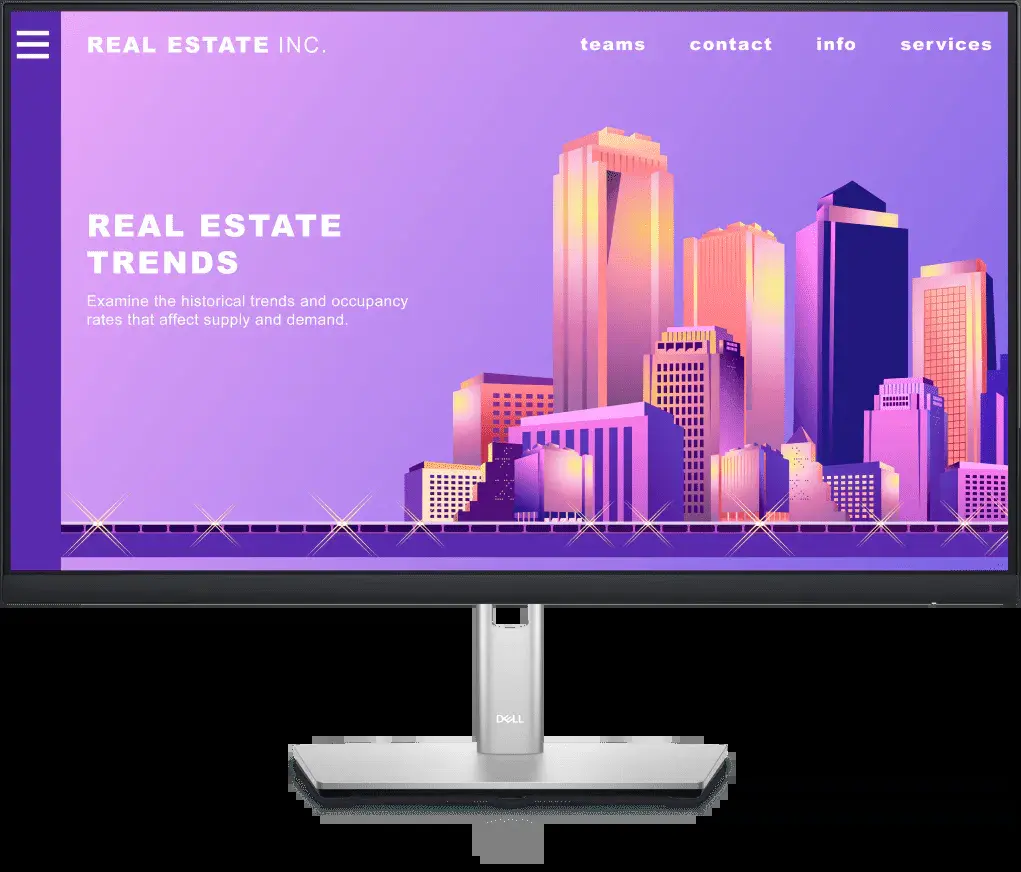 REAL ESTATE INC.
teams contact info services
REAL ESTATE
TRENDS
Examine the historical trends and occupancy
rates that affect supply and demand.
DELL